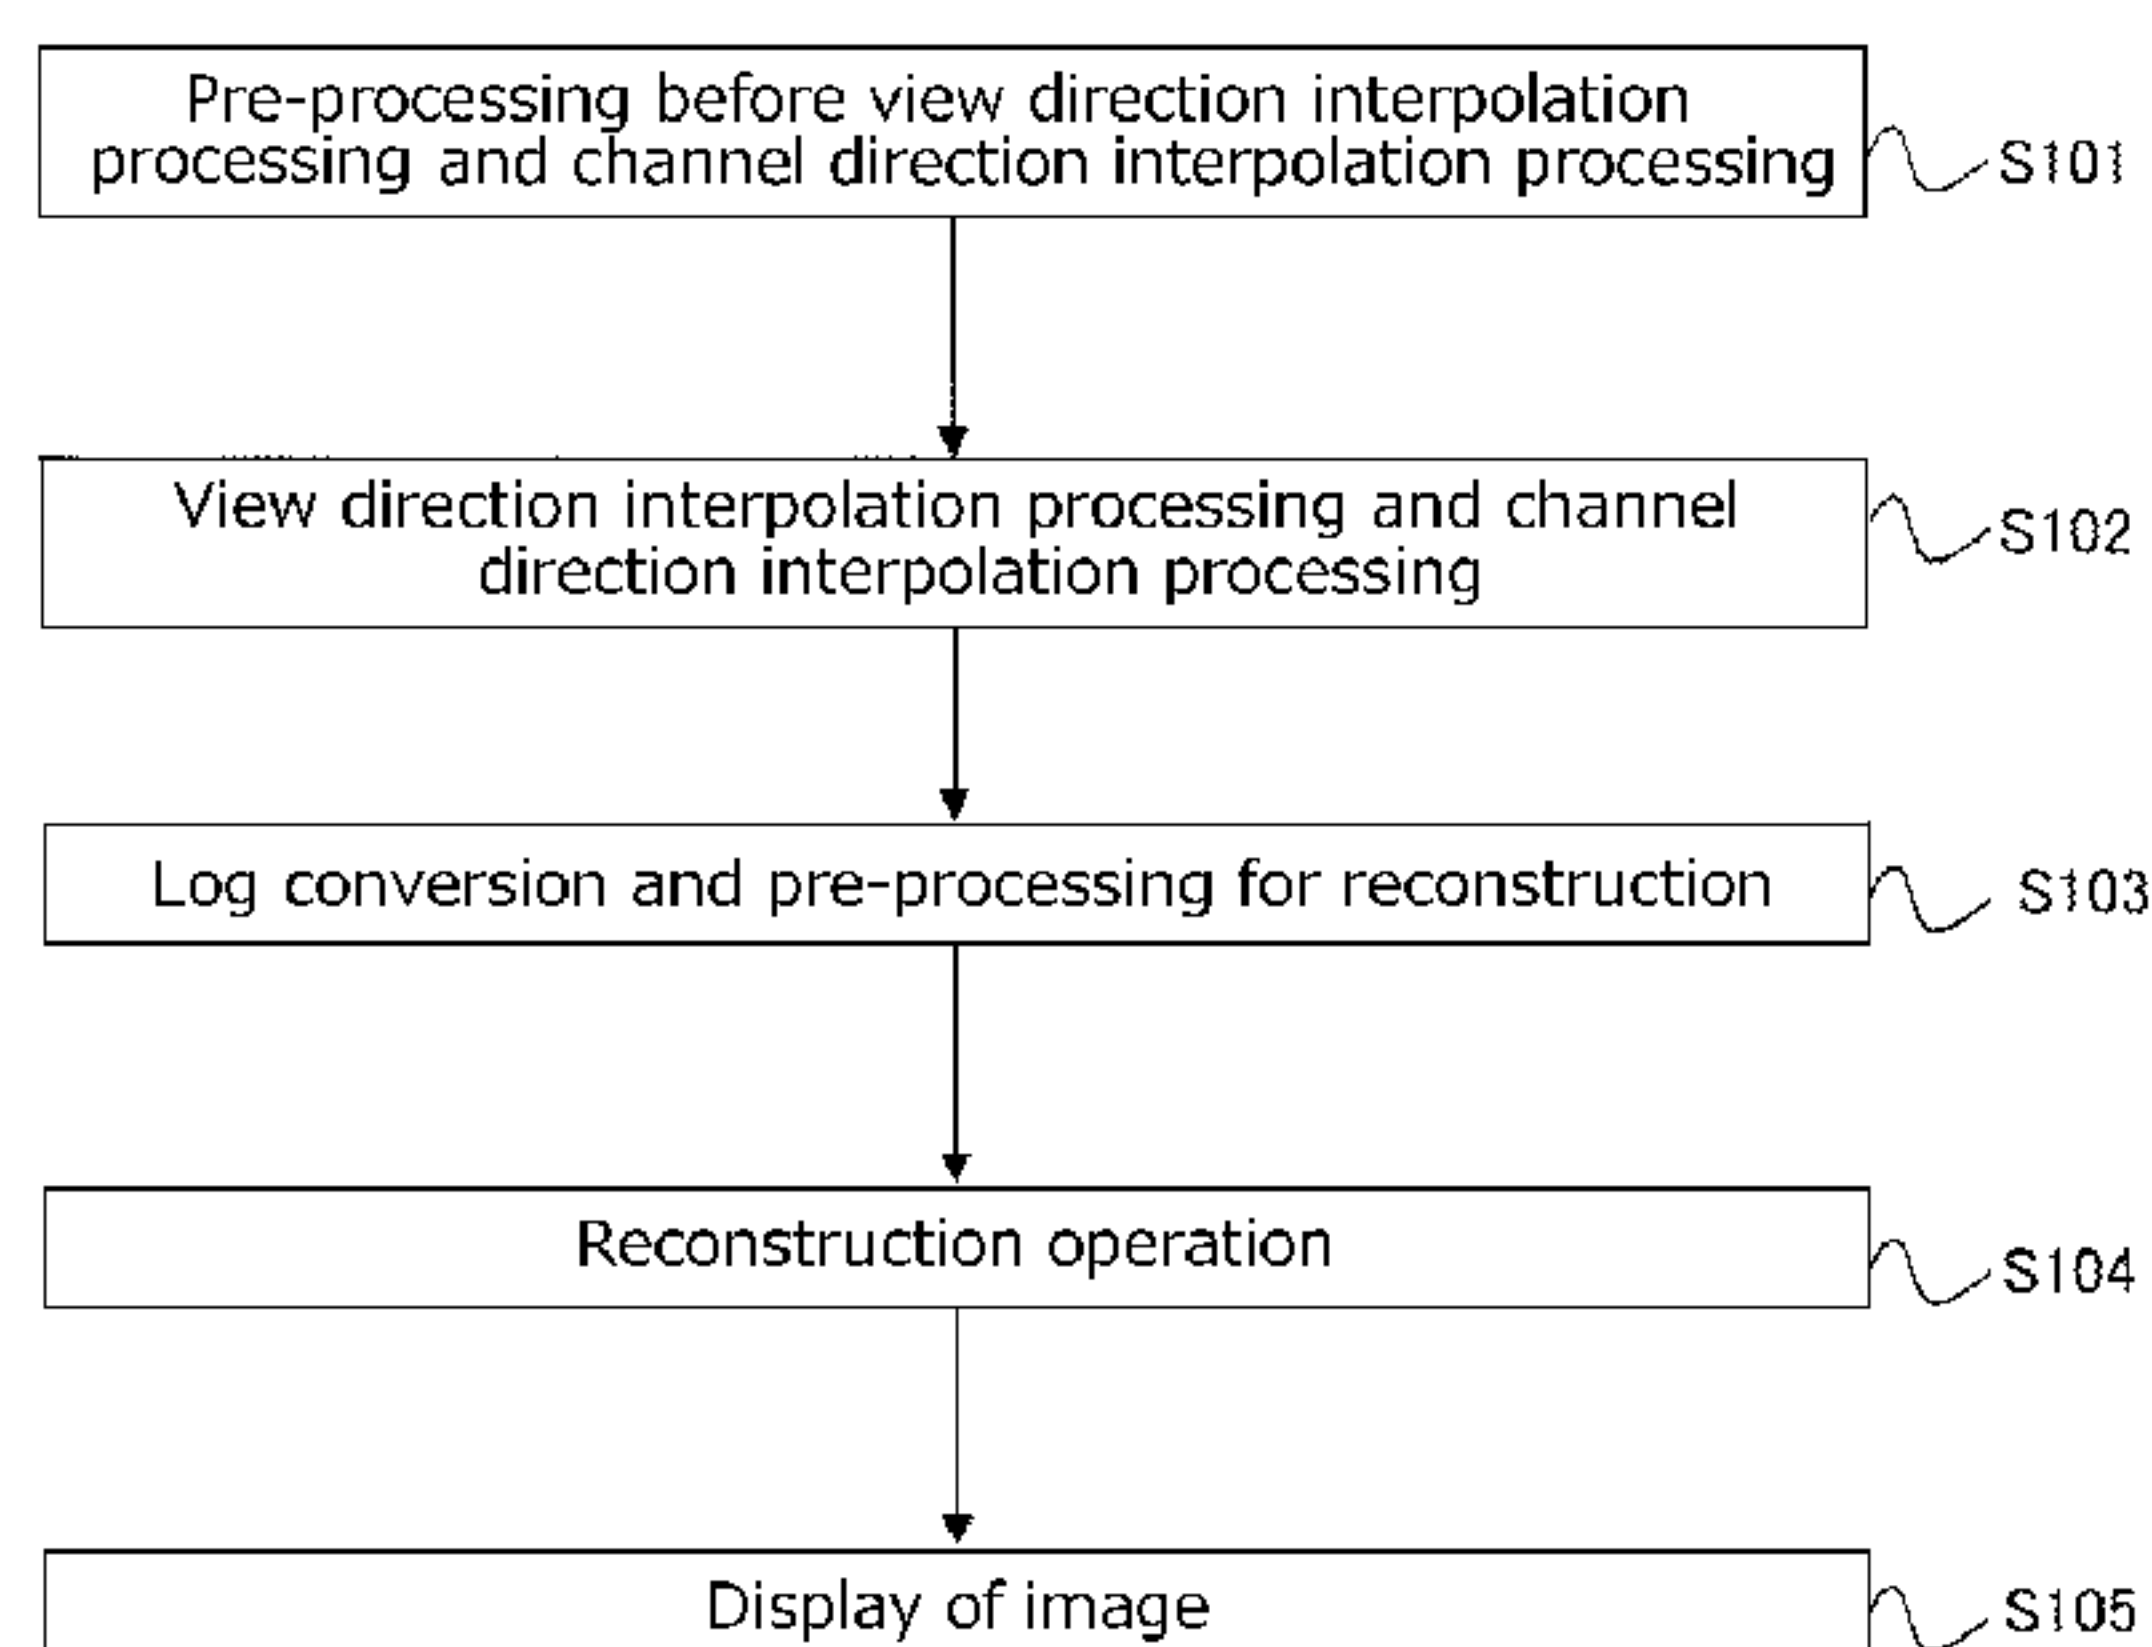 Pre-processing before view direction interpolation
processing and channel direction interpolation processing
S101
View direction interpolation processing and channel
direction interpolation processing
S102
Log conversion and pre-processing for reconstruction
S103
Reconstruction operation
S104
Display of image
S105